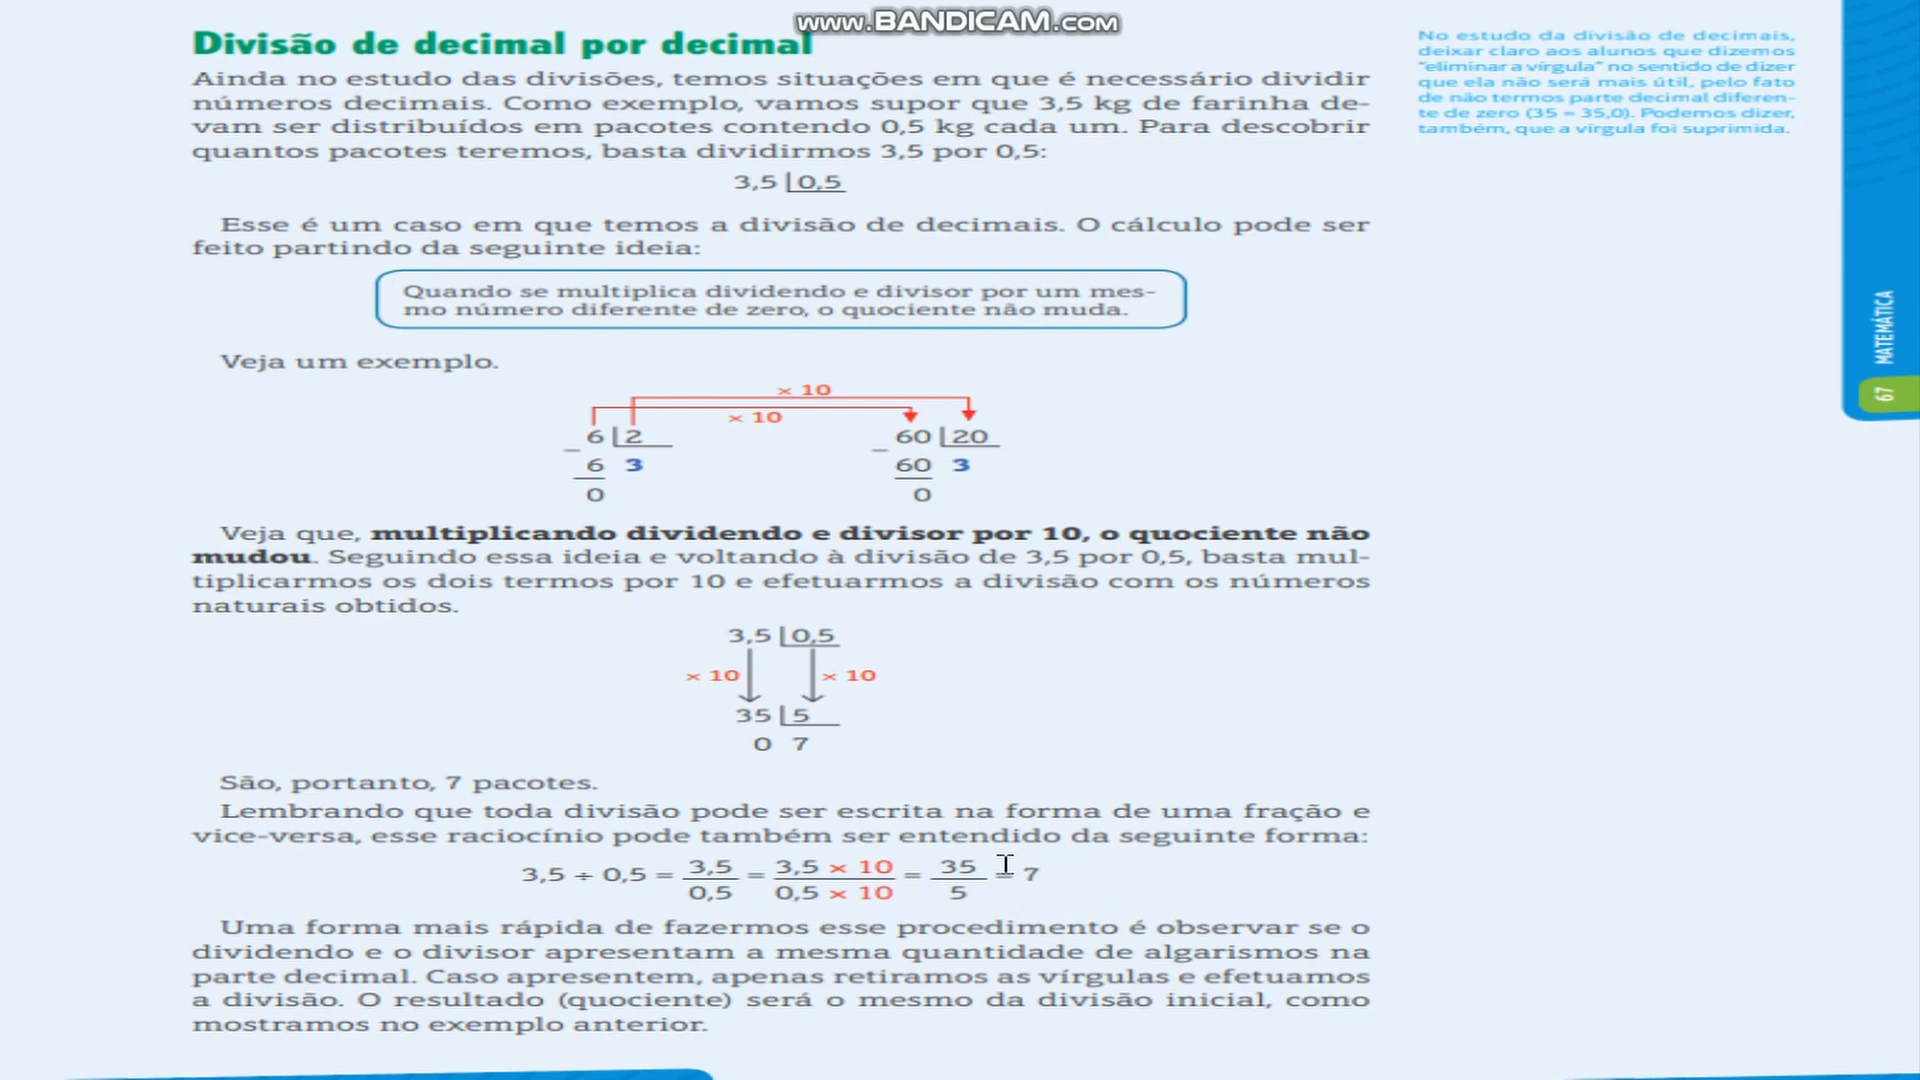 www.BANDICAM.com
Divisão de decimal por decimal
Ainda no estudo das divisões, temos situações em que é necessário dividir
números decimais. Como exemplo, vamos supor que 3,5 kg de farinha de-
vam ser distribuídos em pacotes contendo 0,5 kg cada um. Para descobrir
quantos pacotes teremos, basta dividirmos 3,5 por 0,5:
3,5 0,5
Esse é um caso em que temos a divisão de decimais. O cálculo pode ser
feito partindo da seguinte ideia:
Quando se multiplica dividendo e divisor por um mes-
mo número diferente de zero, o quociente não muda.
Veja um exemplo.
× 10
× 10
6 2
− 6 3
0
60 20
− 60 3
0
Veja que, multiplicando dividendo e divisor por 10, o quociente não
mudou. Seguindo essa ideia e voltando à divisão de 3,5 por 0,5, basta mul-
tiplicarmos os dois termos por 10 e efetuarmos a divisão com os números
naturais obtidos.
3,5 0,5
× 10 × 10
35 5
0 7
São, portanto, 7 pacotes.
Lembrando que toda divisão pode ser escrita na forma de uma fração e
vice-versa, esse raciocínio pode também ser entendido da seguinte forma:
3,5 ÷ 0,5 = 3,5/0,5 = 3,5 × 10/0,5 × 10 = 35/5 = 7
Uma forma mais rápida de fazermos esse procedimento é observar se o
dividendo e o divisor apresentam a mesma quantidade de algarismos na
parte decimal. Caso apresentem, apenas retiramos as vírgulas e efetuamos
a divisão. O resultado (quociente) será o mesmo da divisão inicial, como
mostramos no exemplo anterior.
No estudo da divisão de decimais,
deixar claro aos alunos que dizemos
“eliminar a vírgula” no sentido de dizer
que ela não será mais útil, pelo fato
de não termos parte decimal diferen-
te de zero (35 = 35,0). Podemos dizer,
também, que a vírgula foi suprimida.
MATEMÁTICA
67